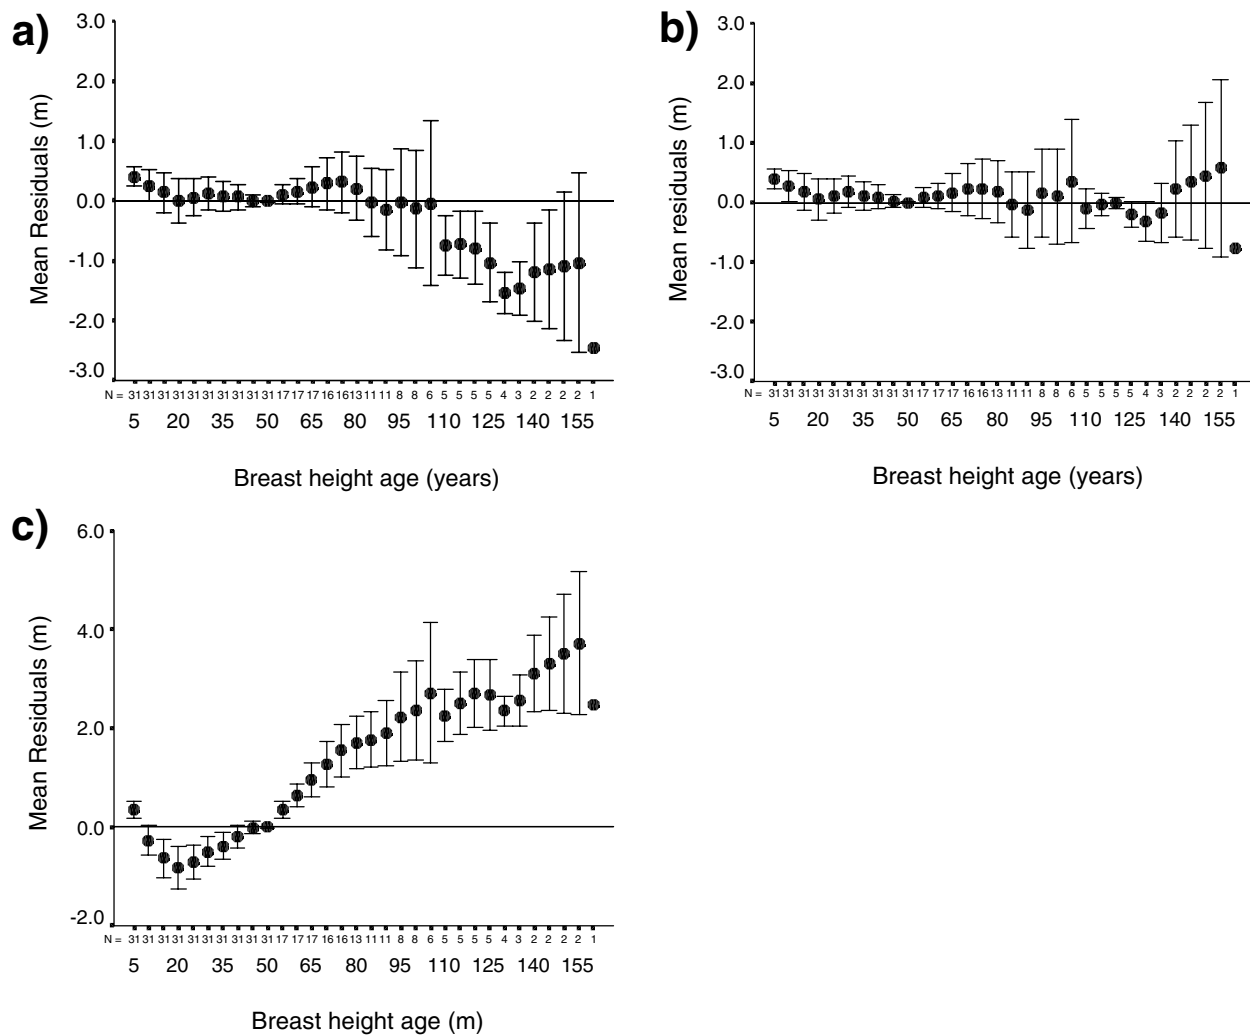 a)
3.0
2.0
1.0
0.0
-1.0
-2.0
-3.0
Mean Residuals (m)
N = 31 31 31 31 31 31 31 31 31 31 17 17 17 16 16 13 11 11 8 8 6 5 5 5 5 4 3 2 2 2 2 1
5 20 35 50 65 80 95 110 125 140 155
Breast height age (years)
b)
3.0
2.0
1.0
0.0
-1.0
-2.0
-3.0
Mean residuals (m)
N = 31 31 31 31 31 31 31 31 31 31 17 17 17 16 16 13 11 11 8 8 6 5 5 5 5 4 3 2 2 2 2 1
5 20 35 50 65 80 95 110 125 140 155
Breast height age (years)
c)
6.0
4.0
2.0
0.0
-2.0
Mean Residuals (m)
N = 31 31 31 31 31 31 31 31 31 31 17 17 17 16 16 13 11 11 8 8 6 5 5 5 5 4 3 2 2 2 2 1
5 20 35 50 65 80 95 110 125 140 155
Breast height age (m)